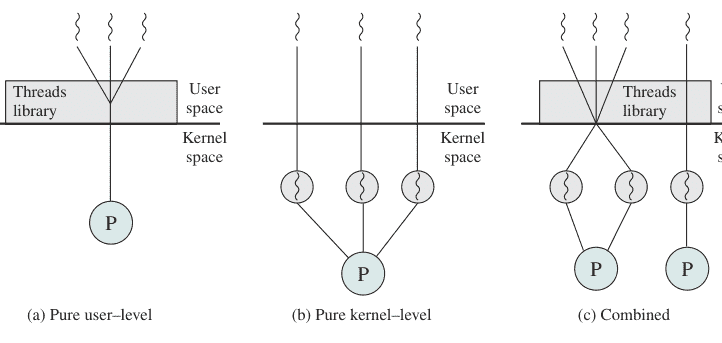 Threads
library
User
space
Kernel
space
P
(a) Pure user–level
User
space
Kernel
space
P
(b) Pure kernel–level
Threads
library
P
P
(c) Combined